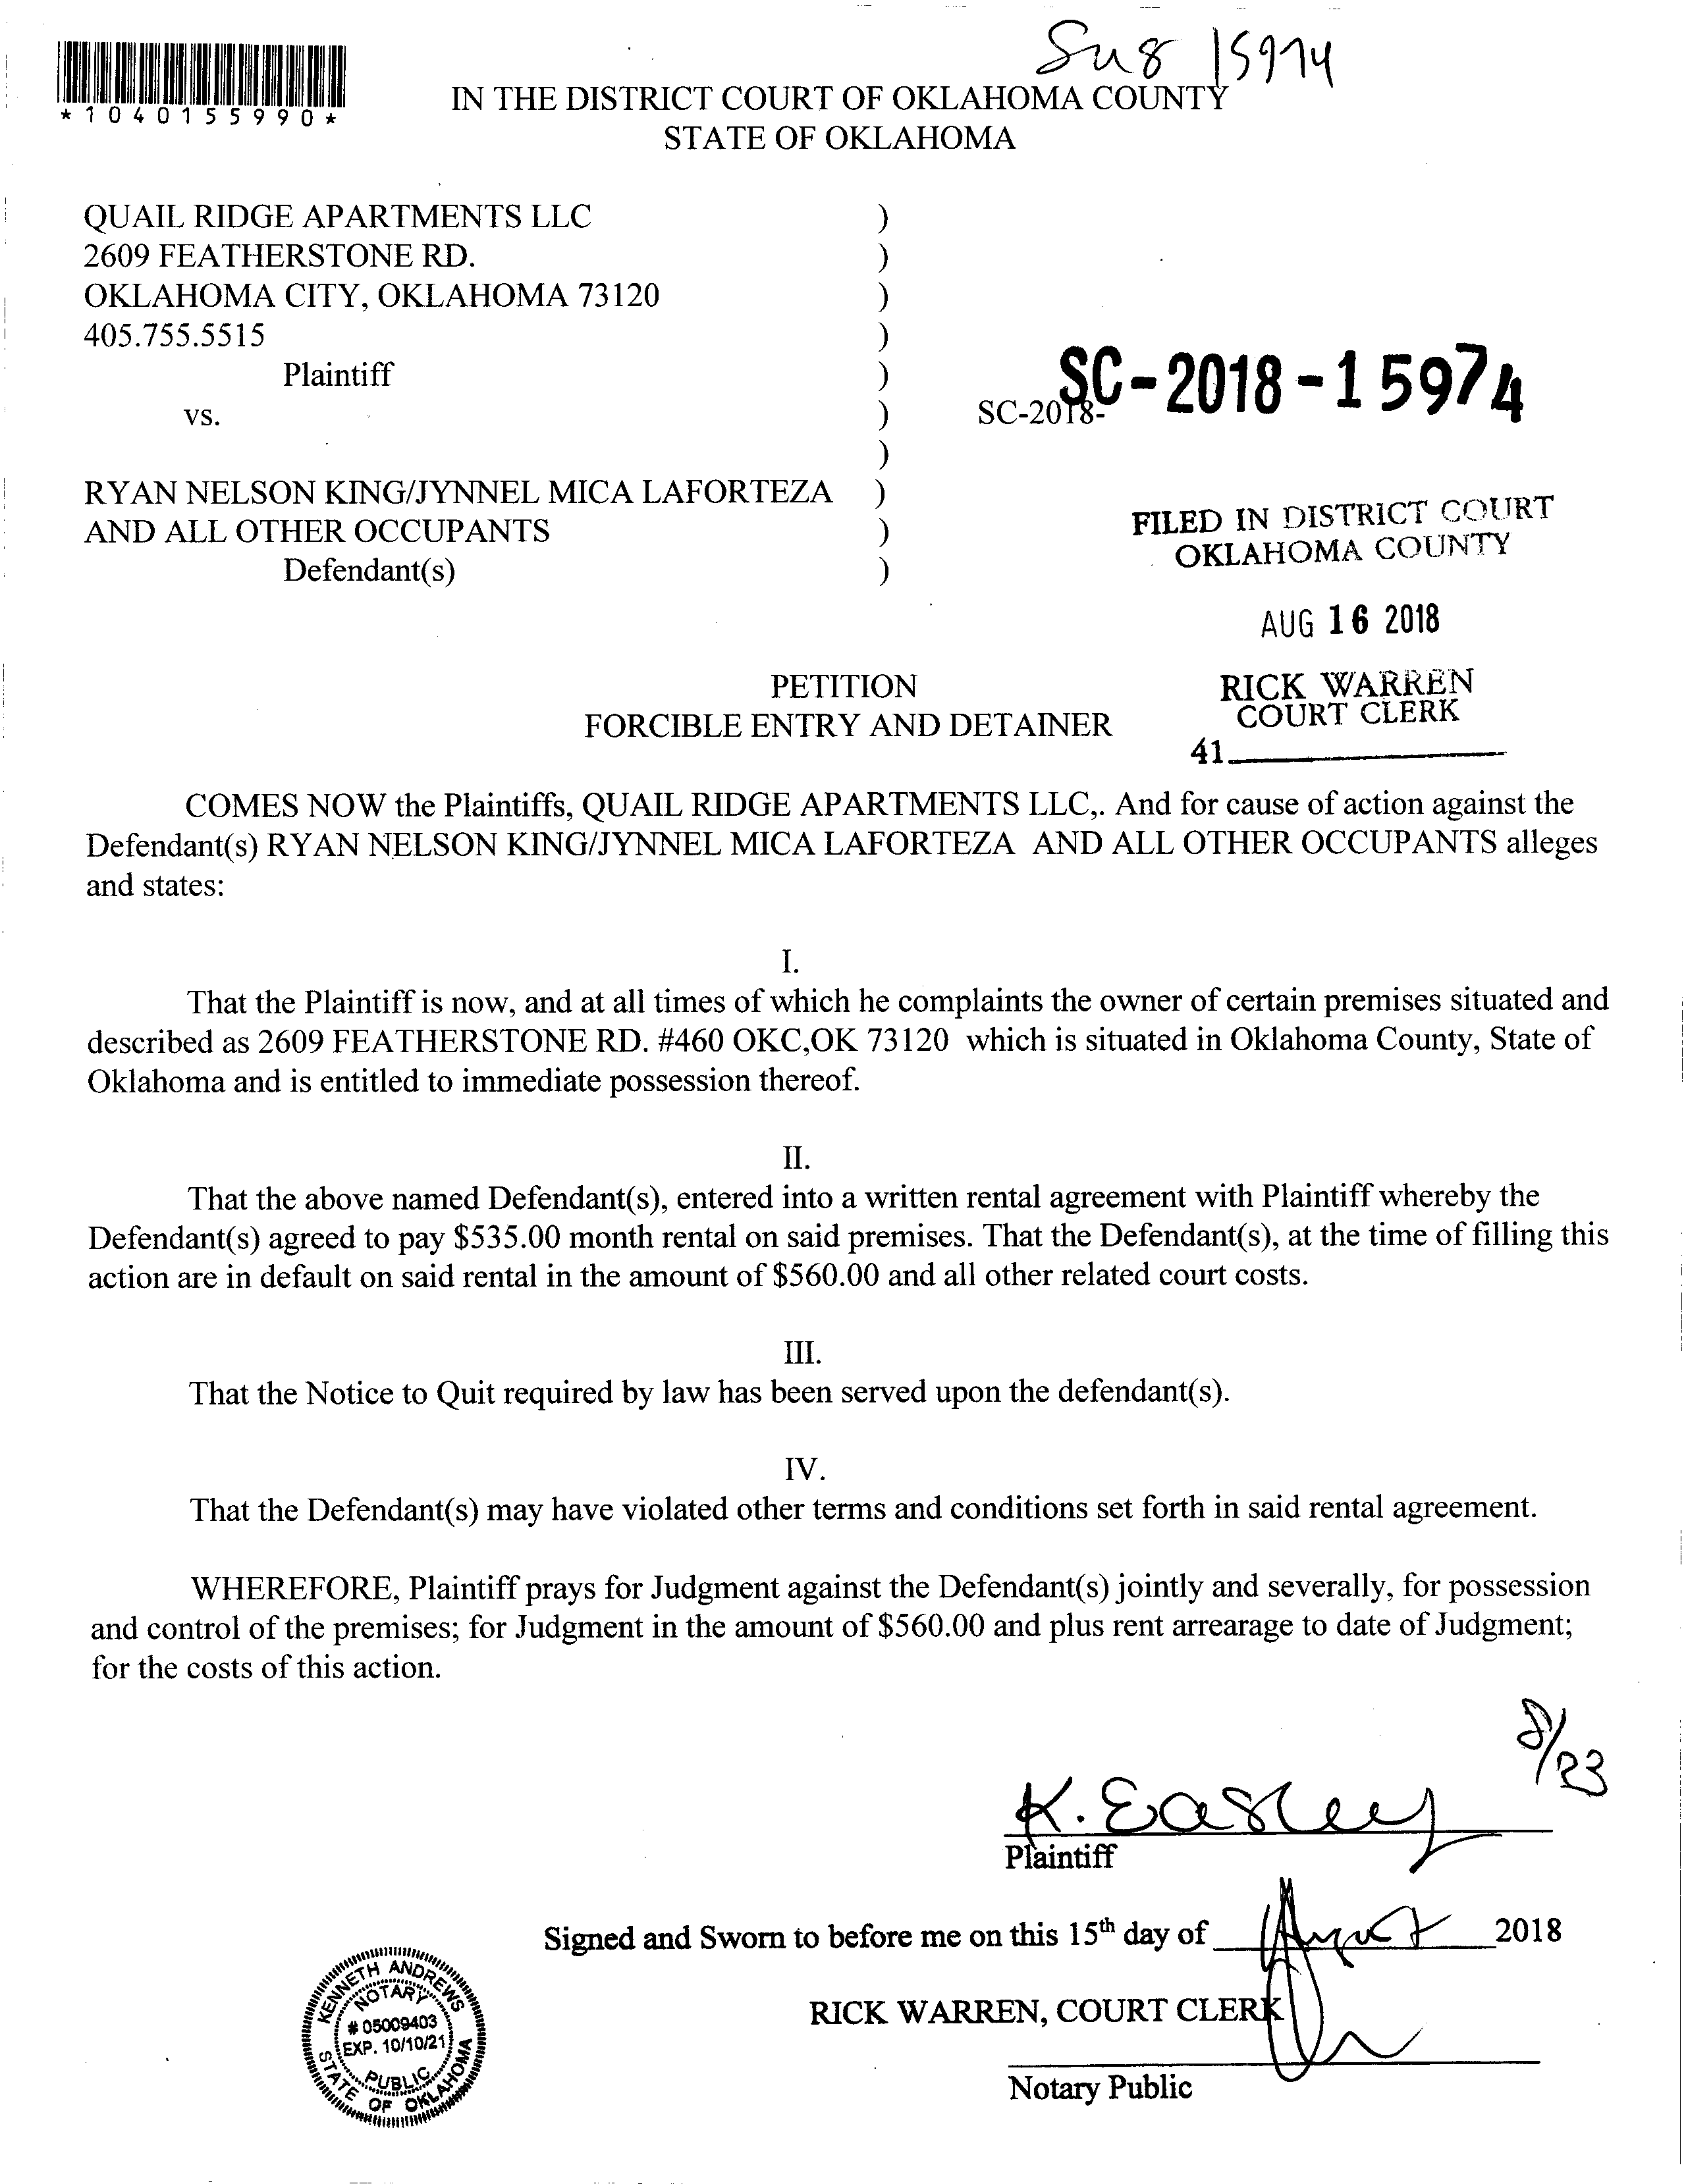 Su8 15974
*1040155990*
IN THE DISTRICT COURT OF OKLAHOMA COUNTY
STATE OF OKLAHOMA
QUAIL RIDGE APARTMENTS LLC )
2609 FEATHERSTONE RD. )
OKLAHOMA CITY, OKLAHOMA 73120 )
405.755.5515 )
Plaintiff )
vs. ) SC-2018- SC-2018-15974
)
RYAN NELSON KING/JYNNEL MICA LAFORTEZA )
AND ALL OTHER OCCUPANTS )
Defendant(s) )
FILED IN DISTRICT COURT
OKLAHOMA COUNTY
AUG 16 2018
RICK WARREN
COURT CLERK
41
PETITION
FORCIBLE ENTRY AND DETAINER
COMES NOW the Plaintiffs, QUAIL RIDGE APARTMENTS LLC,. And for cause of action against the
Defendant(s) RYAN NELSON KING/JYNNEL MICA LAFORTEZA AND ALL OTHER OCCUPANTS alleges
and states:
I.
That the Plaintiff is now, and at all times of which he complaints the owner of certain premises situated and
described as 2609 FEATHERSTONE RD. #460 OKC,OK 73120 which is situated in Oklahoma County, State of
Oklahoma and is entitled to immediate possession thereof.
II.
That the above named Defendant(s), entered into a written rental agreement with Plaintiff whereby the
Defendant(s) agreed to pay $535.00 month rental on said premises. That the Defendant(s), at the time of filling this
action are in default on said rental in the amount of $560.00 and all other related court costs.
III.
That the Notice to Quit required by law has been served upon the defendant(s).
IV.
That the Defendant(s) may have violated other terms and conditions set forth in said rental agreement.
WHEREFORE, Plaintiff prays for Judgment against the Defendant(s) jointly and severally, for possession
and control of the premises; for Judgment in the amount of $560.00 and plus rent arrearage to date of Judgment;
for the costs of this action.
8/23
K. Easley
Plaintiff
Signed and Sworn to before me on this 15th day of August 2018
RICK WARREN, COURT CLERK
Notary Public
KENNETH ANDREWS
NOTARY
# 05009403
EXP. 10/10/21
PUBLIC
STATE OF OKLAHOMA